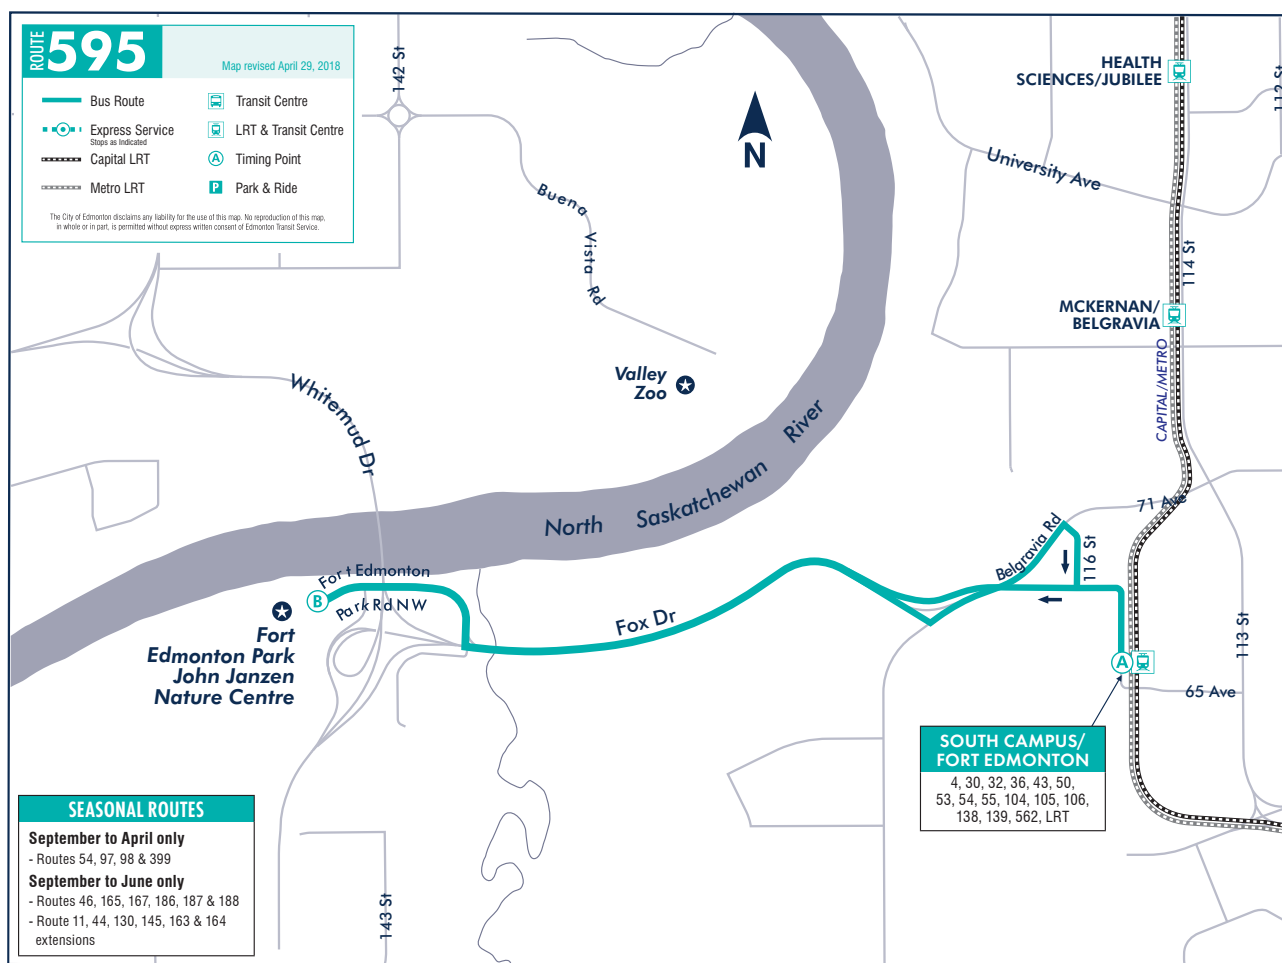 ROUTE 595
Map revised April 29, 2018
Bus Route
Express Service
Stops as Indicated
Capital LRT
Metro LRT
Transit Centre
LRT & Transit Centre
A Timing Point
P Park & Ride
The City of Edmonton disclaims any liability for the use of this map. No reproduction of this map,
in whole or in part, is permitted without express written consent of Edmonton Transit Service.
142 St
N
Buena Vista Rd
HEALTH
SCIENCES/JUBILEE
112 St
University Ave
114 St
MCKERNAN/
BELGRAVIA
CAPITAL/METRO
Valley
Zoo
Whitemud Dr
North Saskatchewan River
71 Ave
Belgravia Rd
116 St
Fort Edmonton
Park Rd NW
B
Fort
Edmonton Park
John Janzen
Nature Centre
Fox Dr
113 St
A
65 Ave
SOUTH CAMPUS/
FORT EDMONTON
4, 30, 32, 36, 43, 50,
53, 54, 55, 104, 105, 106,
138, 139, 562, LRT
SEASONAL ROUTES
September to April only
- Routes 54, 97, 98 & 399
September to June only
- Routes 46, 165, 167, 186, 187 & 188
- Route 11, 44, 130, 145, 163 & 164
extensions
143 St